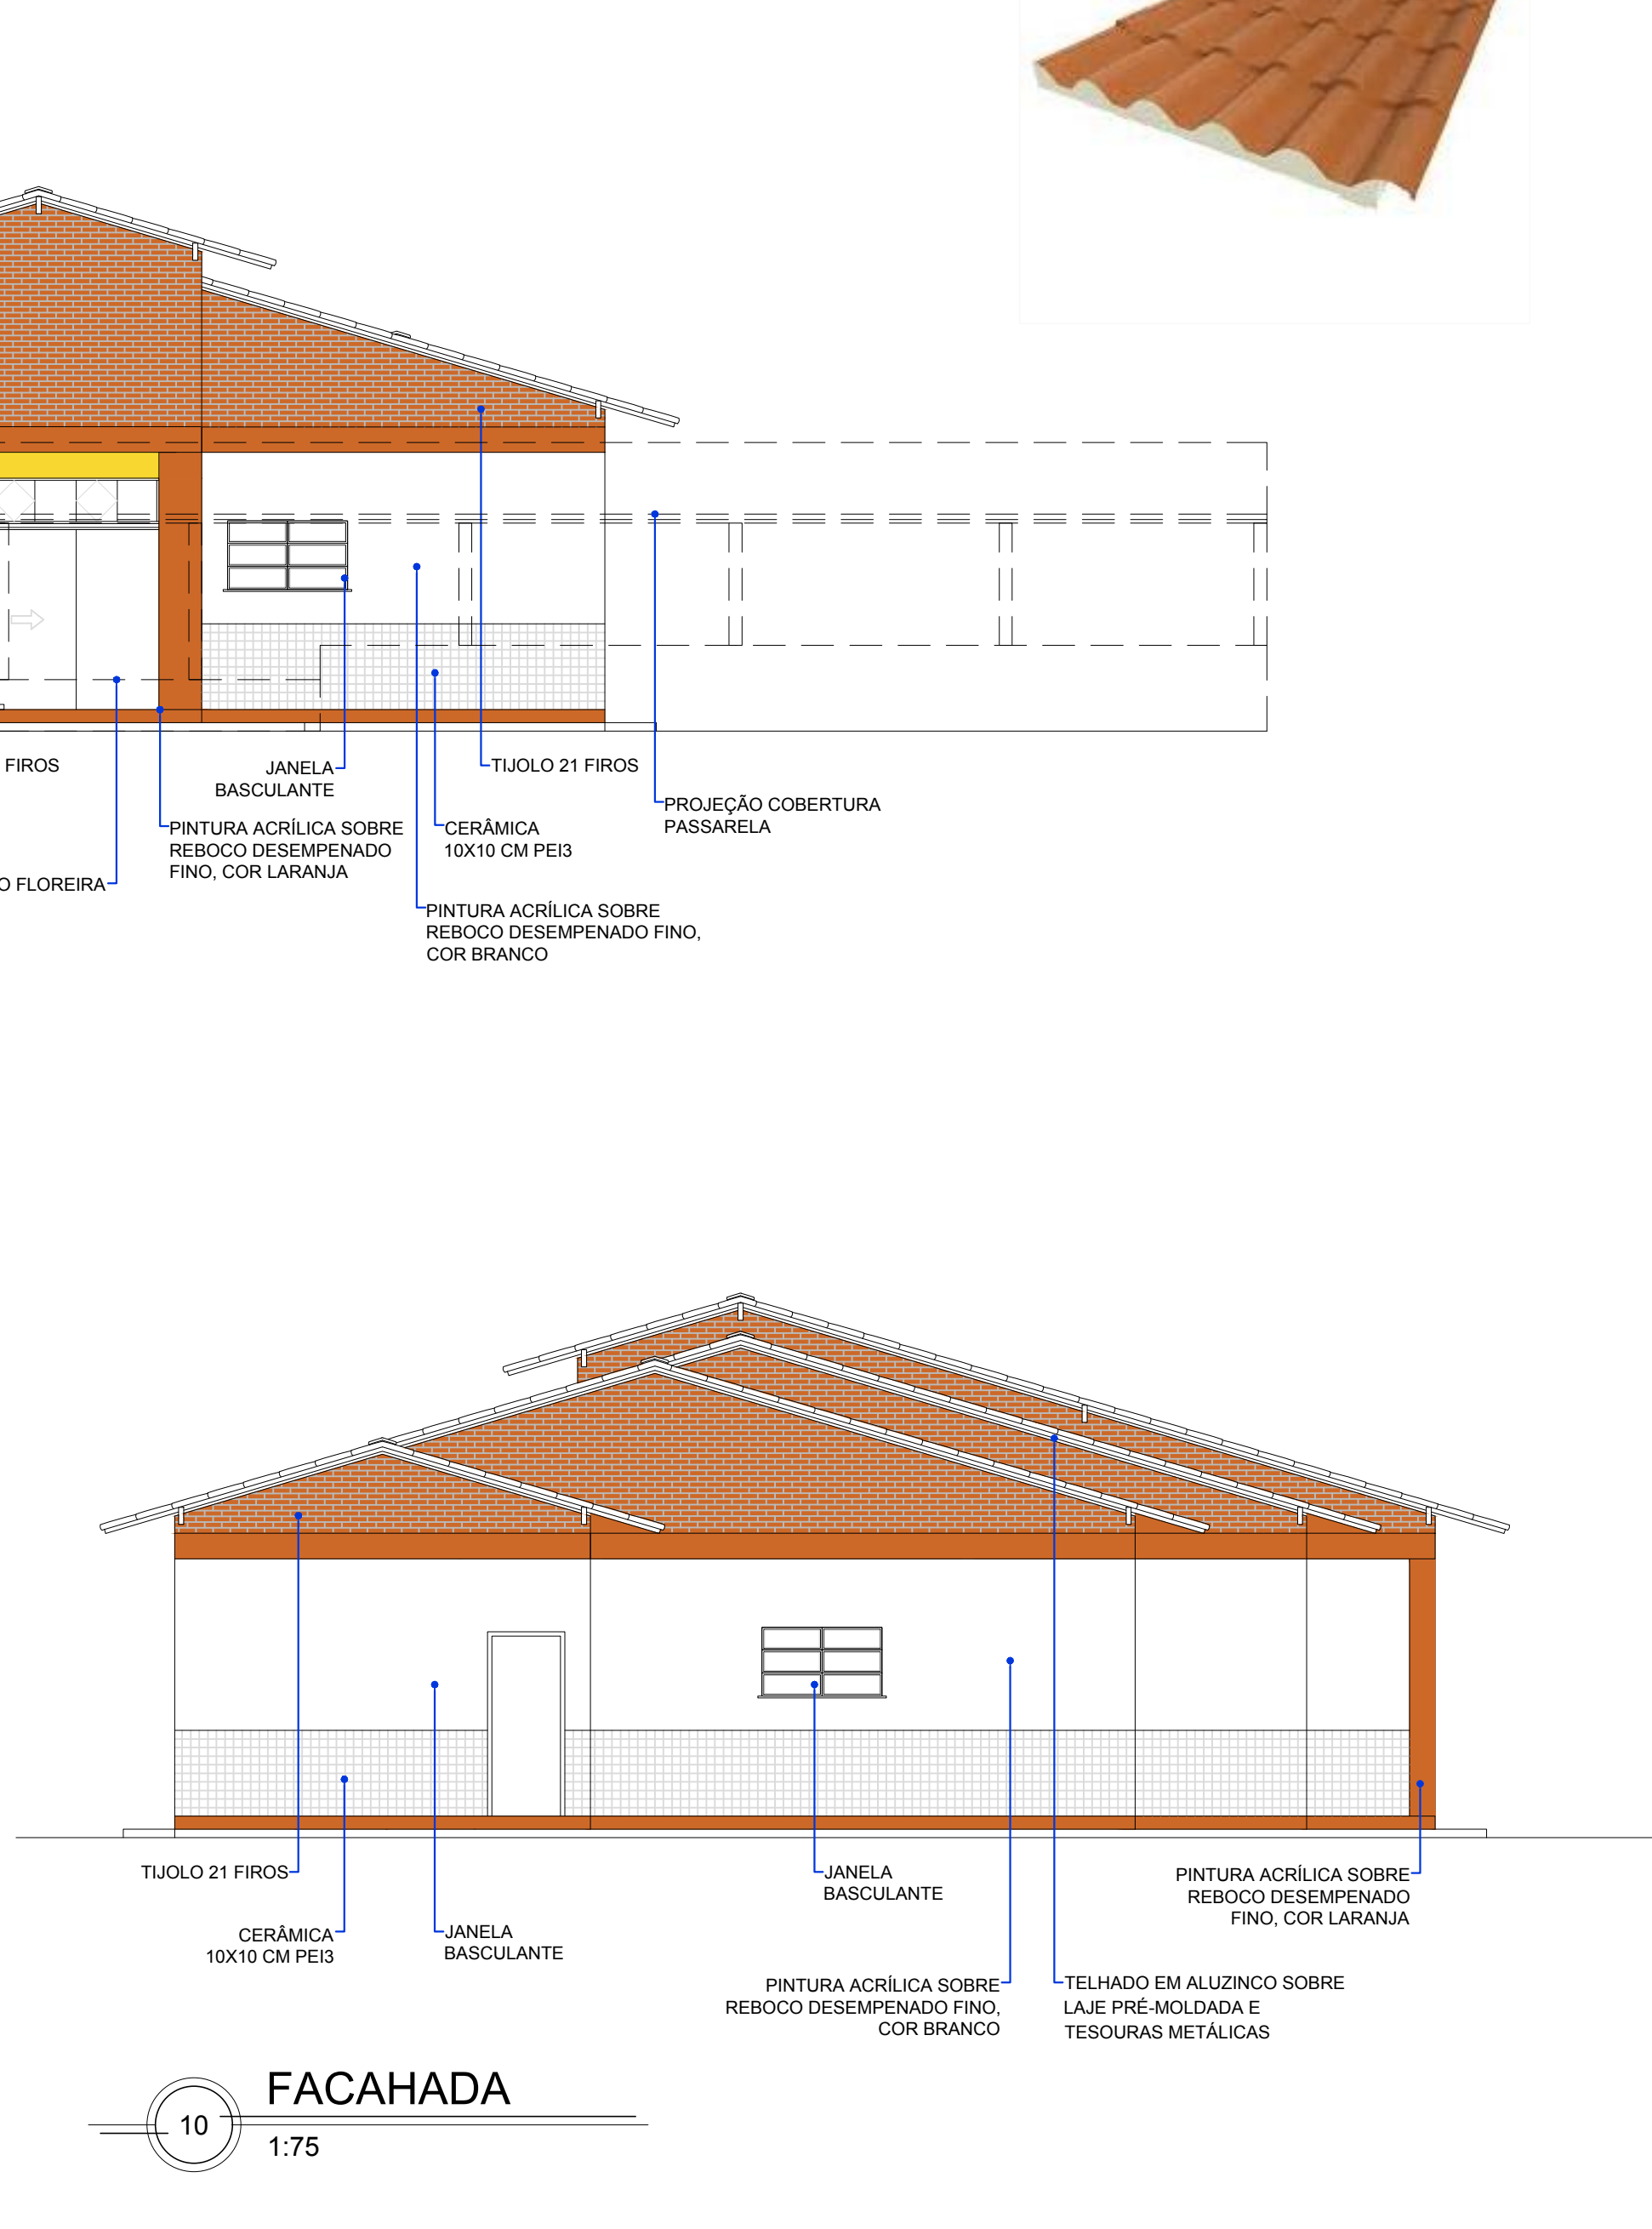 FIROS
JANELA
BASCULANTE
TIJOLO 21 FIROS
PROJEÇÃO COBERTURA
PASSARELA
PINTURA ACRÍLICA SOBRE
REBOCO DESEMPENADO
FINO, COR LARANJA
CERÂMICA
10X10 CM PEI3
O FLOREIRA
PINTURA ACRÍLICA SOBRE
REBOCO DESEMPENADO FINO,
COR BRANCO
TIJOLO 21 FIROS
JANELA
BASCULANTE
PINTURA ACRÍLICA SOBRE
REBOCO DESEMPENADO
FINO, COR LARANJA
CERÂMICA
10X10 CM PEI3
JANELA
BASCULANTE
PINTURA ACRÍLICA SOBRE
REBOCO DESEMPENADO FINO,
COR BRANCO
TELHADO EM ALUZINCO SOBRE
LAJE PRÉ-MOLDADA E
TESOURAS METÁLICAS
10
FACAHADA
1:75